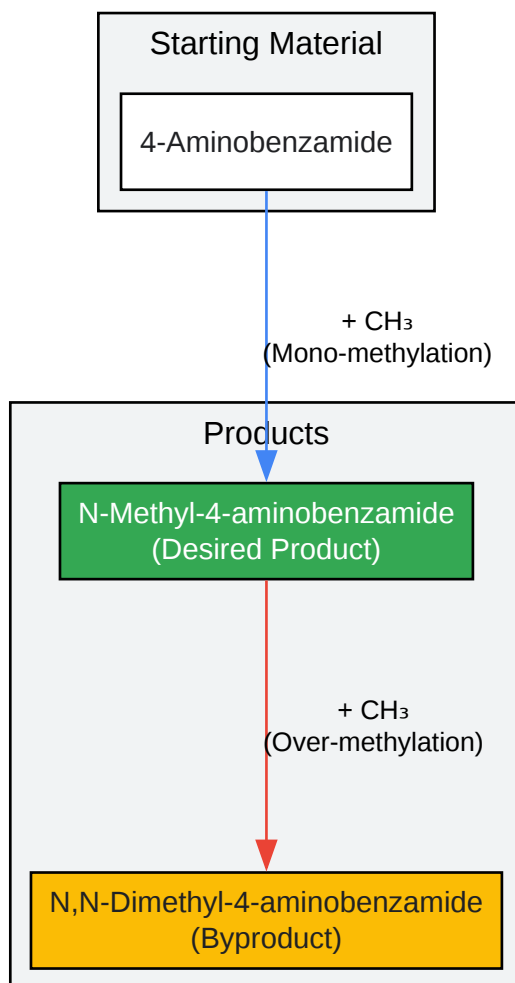 Starting Material
4-Aminobenzamide
+ CH₃
(Mono-methylation)
Products
N-Methyl-4-aminobenzamide
(Desired Product)
+ CH₃
(Over-methylation)
N,N-Dimethyl-4-aminobenzamide
(Byproduct)